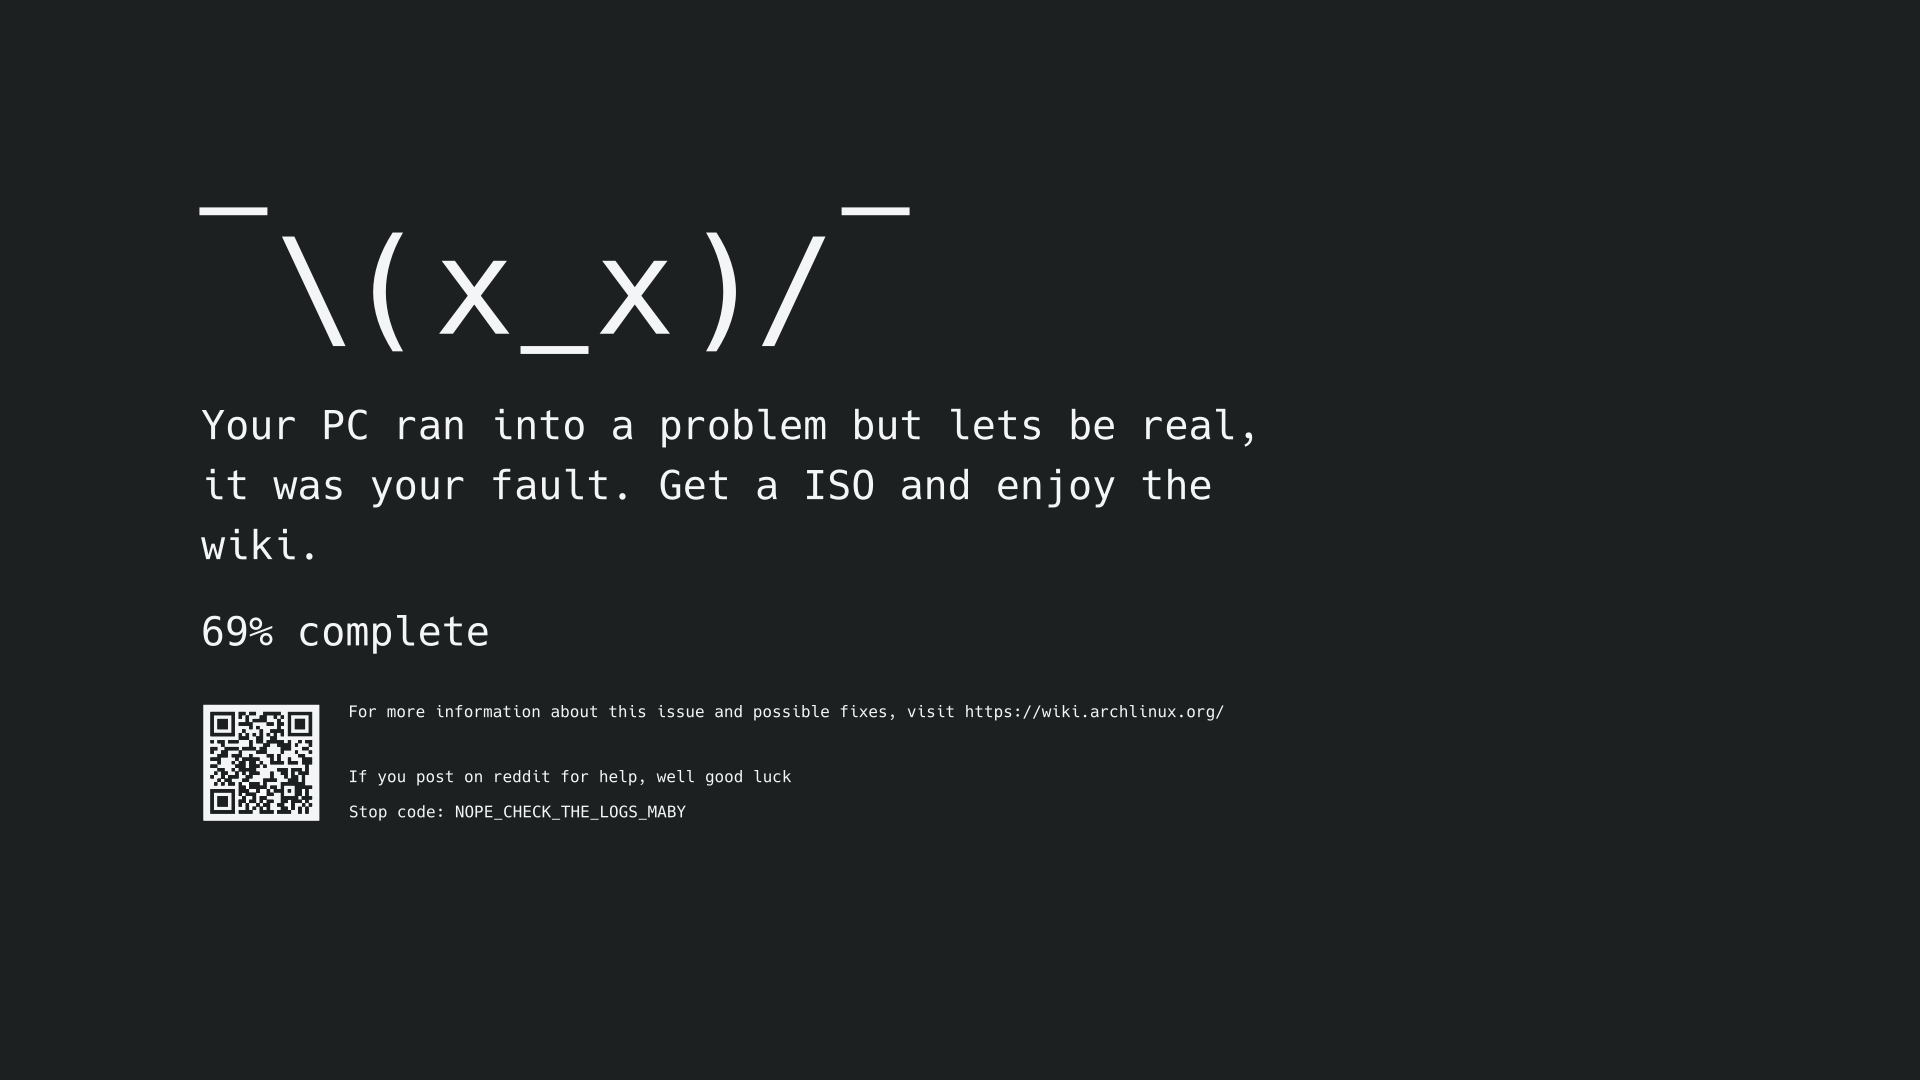 ¯\(x_x)/¯
Your PC ran into a problem but lets be real,
it was your fault. Get a ISO and enjoy the
wiki.
69% complete
For more information about this issue and possible fixes, visit https://wiki.archlinux.org/
If you post on reddit for help, well good luck
Stop code: NOPE_CHECK_THE_LOGS_MABY